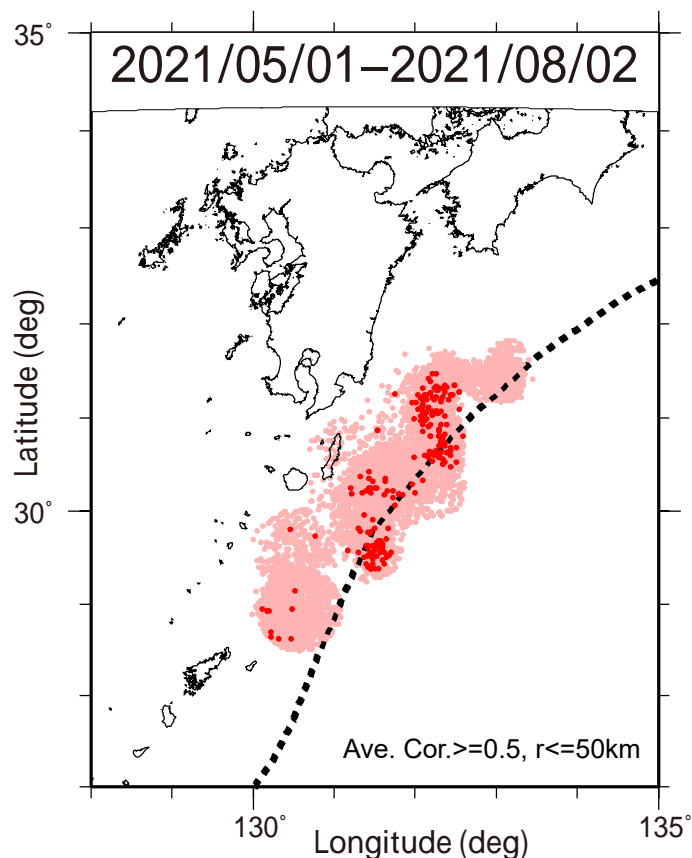 35°
2021/05/01–2021/08/02
Latitude (deg)
30°
Ave. Cor.>=0.5, r<=50km
130°
135°
Longitude (deg)